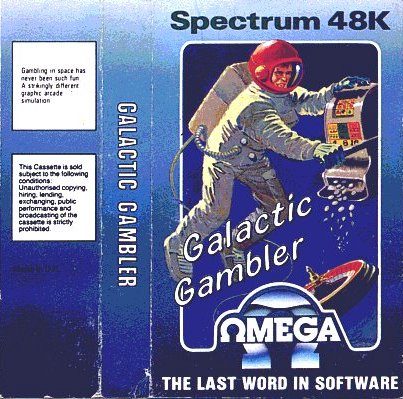 Gambling in space has
never been such fun
A strikingly different
graphic arcade
simulation
This Cassette is sold
subject to the following
conditions:
Unauthorised copying,
hiring, lending,
exchanging, public
performance and
broadcasting of the
cassette is strictly
prohibited.
GALACTIC GAMBLER
Spectrum 48K
Galactic
Gambler
ΩMEGA
THE LAST WORD IN SOFTWARE